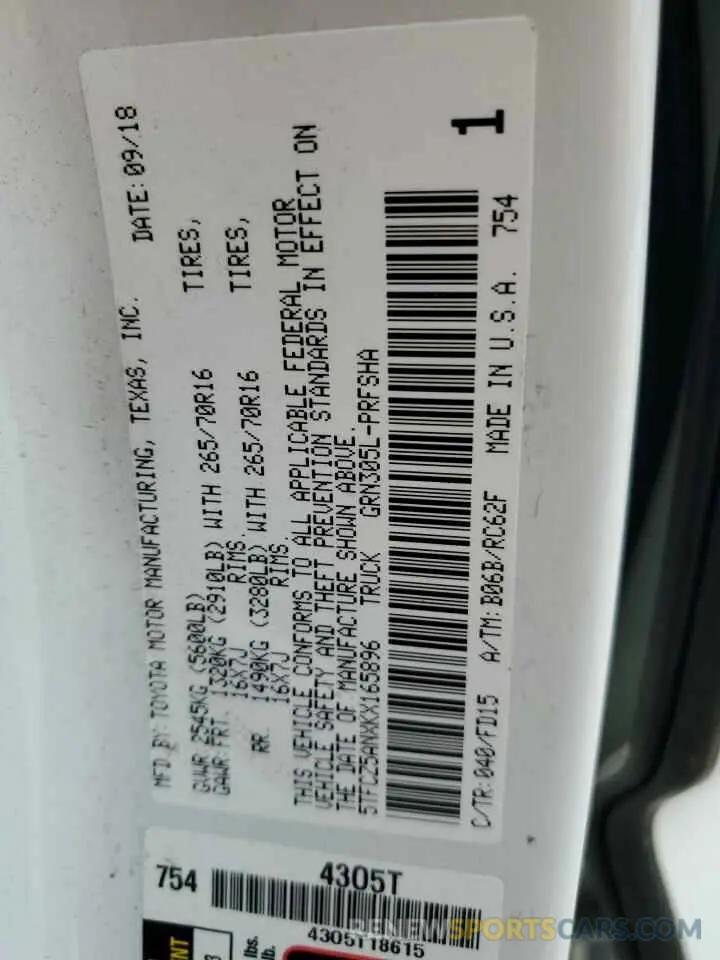 MFD BY: TOYOTA MOTOR MANUFACTURING, TEXAS, INC. DATE: 09/18
GVWR 2545KG (5600LB)
GAWR FRT. 1320KG (2910LB) WITH 265/70R16 TIRES,
16X7J RIMS.
RR. 1490KG (3280LB) WITH 265/70R16 TIRES,
16X7J RIMS.
THIS VEHICLE CONFORMS TO ALL APPLICABLE FEDERAL MOTOR
VEHICLE SAFETY AND THEFT PREVENTION STANDARDS IN EFFECT ON
THE DATE OF MANUFACTURE SHOWN ABOVE.
5TFCZ5ANXKX165896 TRUCK GRN305L-PRFSHA
1
C/TR: 040/FD15 A/TM: B06B/RC62F MADE IN U.S.A. 754
754 4305T
4305T18615
lbs.
RENEWSPORTSCARS.COM